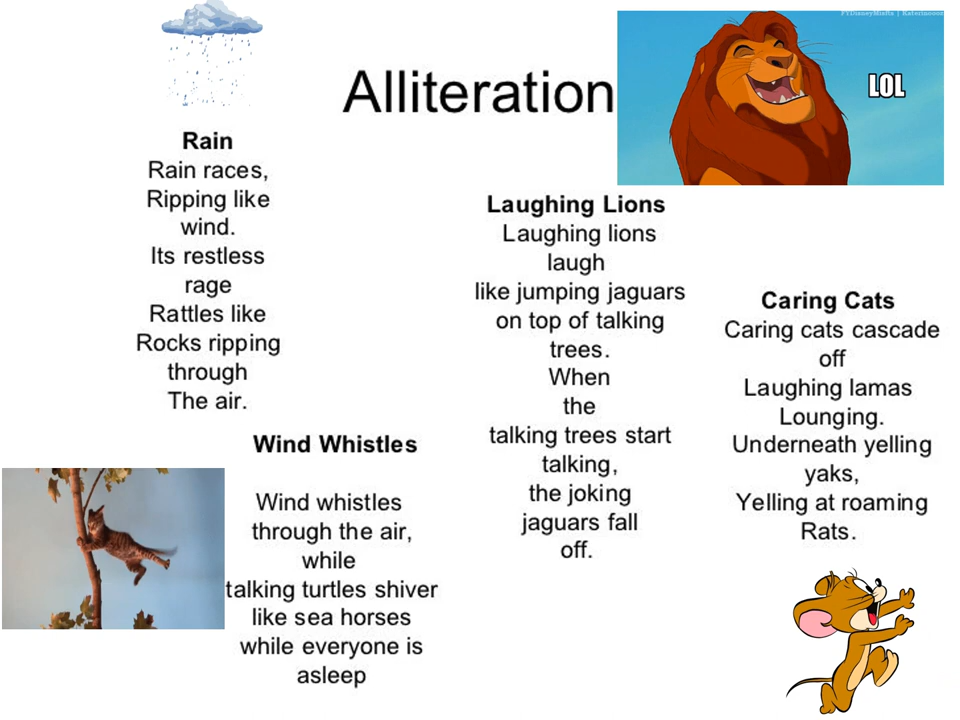 Alliteration
FYDisneyMisfts | Katerinoooo
LOL
Rain
Rain races,
Ripping like
wind.
Its restless
rage
Rattles like
Rocks ripping
through
The air.
Laughing Lions
Laughing lions
laugh
like jumping jaguars
on top of talking
trees.
When
the
talking trees start
talking,
the joking
jaguars fall
off.
Caring Cats
Caring cats cascade
off
Laughing lamas
Lounging.
Underneath yelling
yaks,
Yelling at roaming
Rats.
Wind Whistles
Wind whistles
through the air,
while
talking turtles shiver
like sea horses
while everyone is
asleep